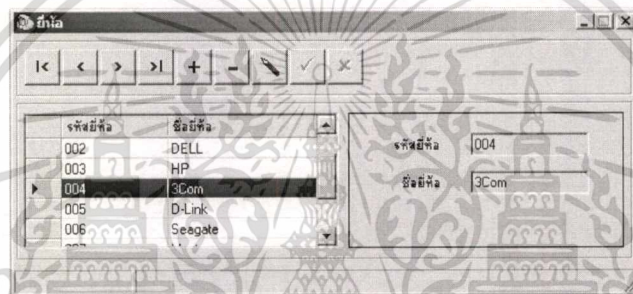 ยี่ห้อ
รหัสยี่ห้อ ชื่อยี่ห้อ
002 DELL
003 HP
004 3Com
005 D-Link
006 Seagate
รหัสยี่ห้อ 004
ชื่อยี่ห้อ 3Com